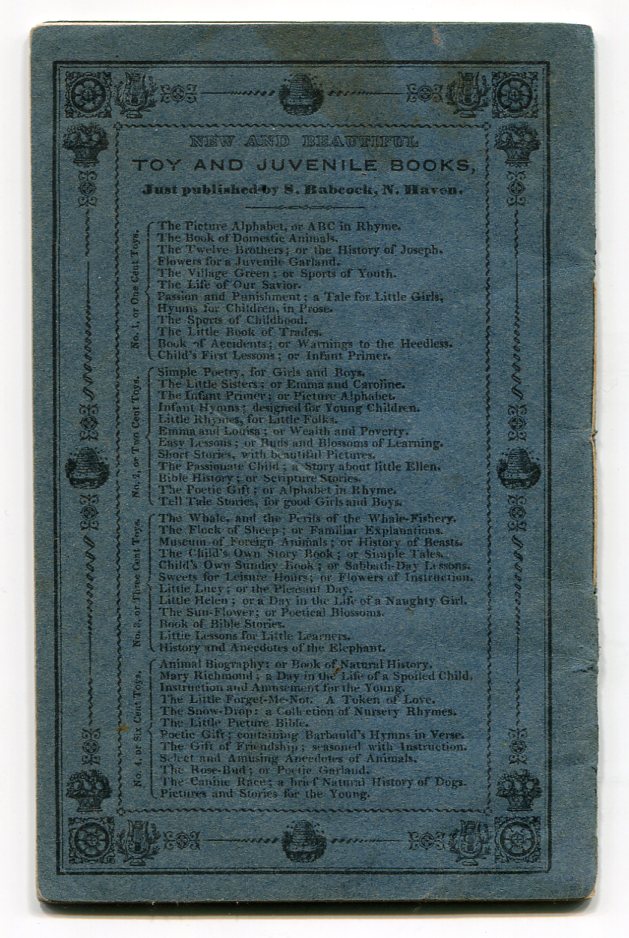 NEW AND BEAUTIFUL
TOY AND JUVENILE BOOKS,
Just published by S. Babcock, N. Haven.
No. 1, or One Cent Toys.
The Picture Alphabet, or ABC in Rhyme.
The Book of Domestic Animals.
The Twelve Brothers; or the History of Joseph.
Flowers for a Juvenile Garland.
The Village Green; or Sports of Youth.
The Life of Our Savior.
Passion and Punishment; a Tale for Little Girls,
Hymns for Children, in Prose.
The Sports of Childhood.
The Little Book of Trades.
Book of Accidents; or Warnings to the Heedless.
Child's First Lessons; or Infant Primer.
No. 2, or Two Cent Toys.
Simple Poetry, for Girls and Boys.
The Little Sisters; or Emma and Caroline.
The Infant Primer; or Picture Alphabet.
Infant Hymns; designed for Young Children.
Little Rhymes, for Little Folks.
Emma and Louisa; or Wealth and Poverty.
Easy Lessons; or Buds and Blossoms of Learning.
Short Stories, with beautiful Pictures.
The Passionate Child; a Story about little Ellen.
Bible History; or Scripture Stories.
The Poetic Gift; or Alphabet in Rhyme.
Tell Tale Stories, for good Girls and Boys.
No. 3, or Three Cent Toys.
The Whale, and the Perils of the Whale-Fishery.
The Flock of Sheep; or Familiar Explanations.
Museum of Foreign Animals; or History of Beasts.
The Child's Own Story Book; or Simple Tales.
Child's Own Sunday Book; or Sabbath-Day Lessons.
Sweets for Leisure Hours; or Flowers of Instruction.
Little Lucy; or the Pleasant Day.
Little Helen; or a Day in the Life of a Naughty Girl.
The Sun-Flower; or Poetical Blossoms.
Book of Bible Stories.
Little Lessons for Little Learners.
History and Anecdotes of the Elephant.
No. 4, or Six Cent Toys.
Animal Biography; or Book of Natural History.
Mary Richmond; a Day in the Life of a Spoiled Child.
Instruction and Amusement for the Young.
The Little Forget-Me-Not. A Token of Love.
The Snow-Drop; a Collection of Nursery Rhymes.
The Little Picture Bible.
Poetic Gift; containing Barbauld's Hymns in Verse.
The Gift of Friendship; seasoned with Instruction.
Select and Amusing Anecdotes of Animals.
The Rose-Bud; or Poetic Garland.
The Canine Race; a brief Natural History of Dogs.
Pictures and Stories for the Young.